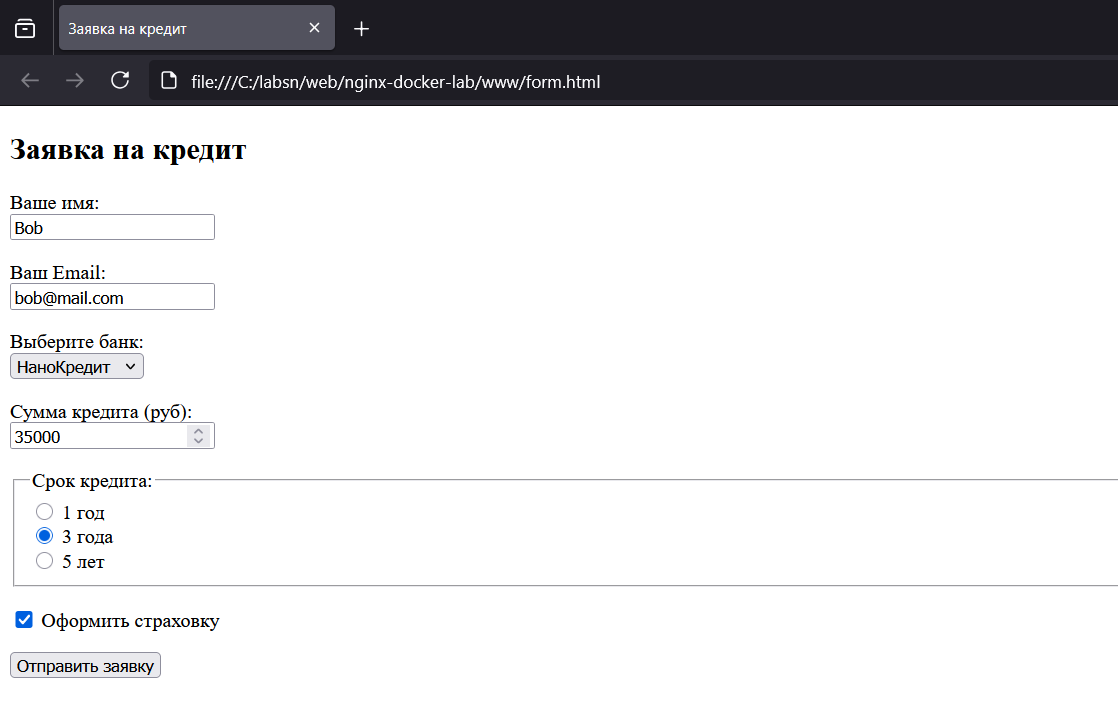 Заявка на кредит
file:///C:/labsn/web/nginx-docker-lab/www/form.html
Заявка на кредит
Ваше имя:
Bob
Ваш Email:
bob@mail.com
Выберите банк:
НаноКредит
Сумма кредита (руб):
35000
Срок кредита:
1 год
3 года
5 лет
Оформить страховку
Отправить заявку